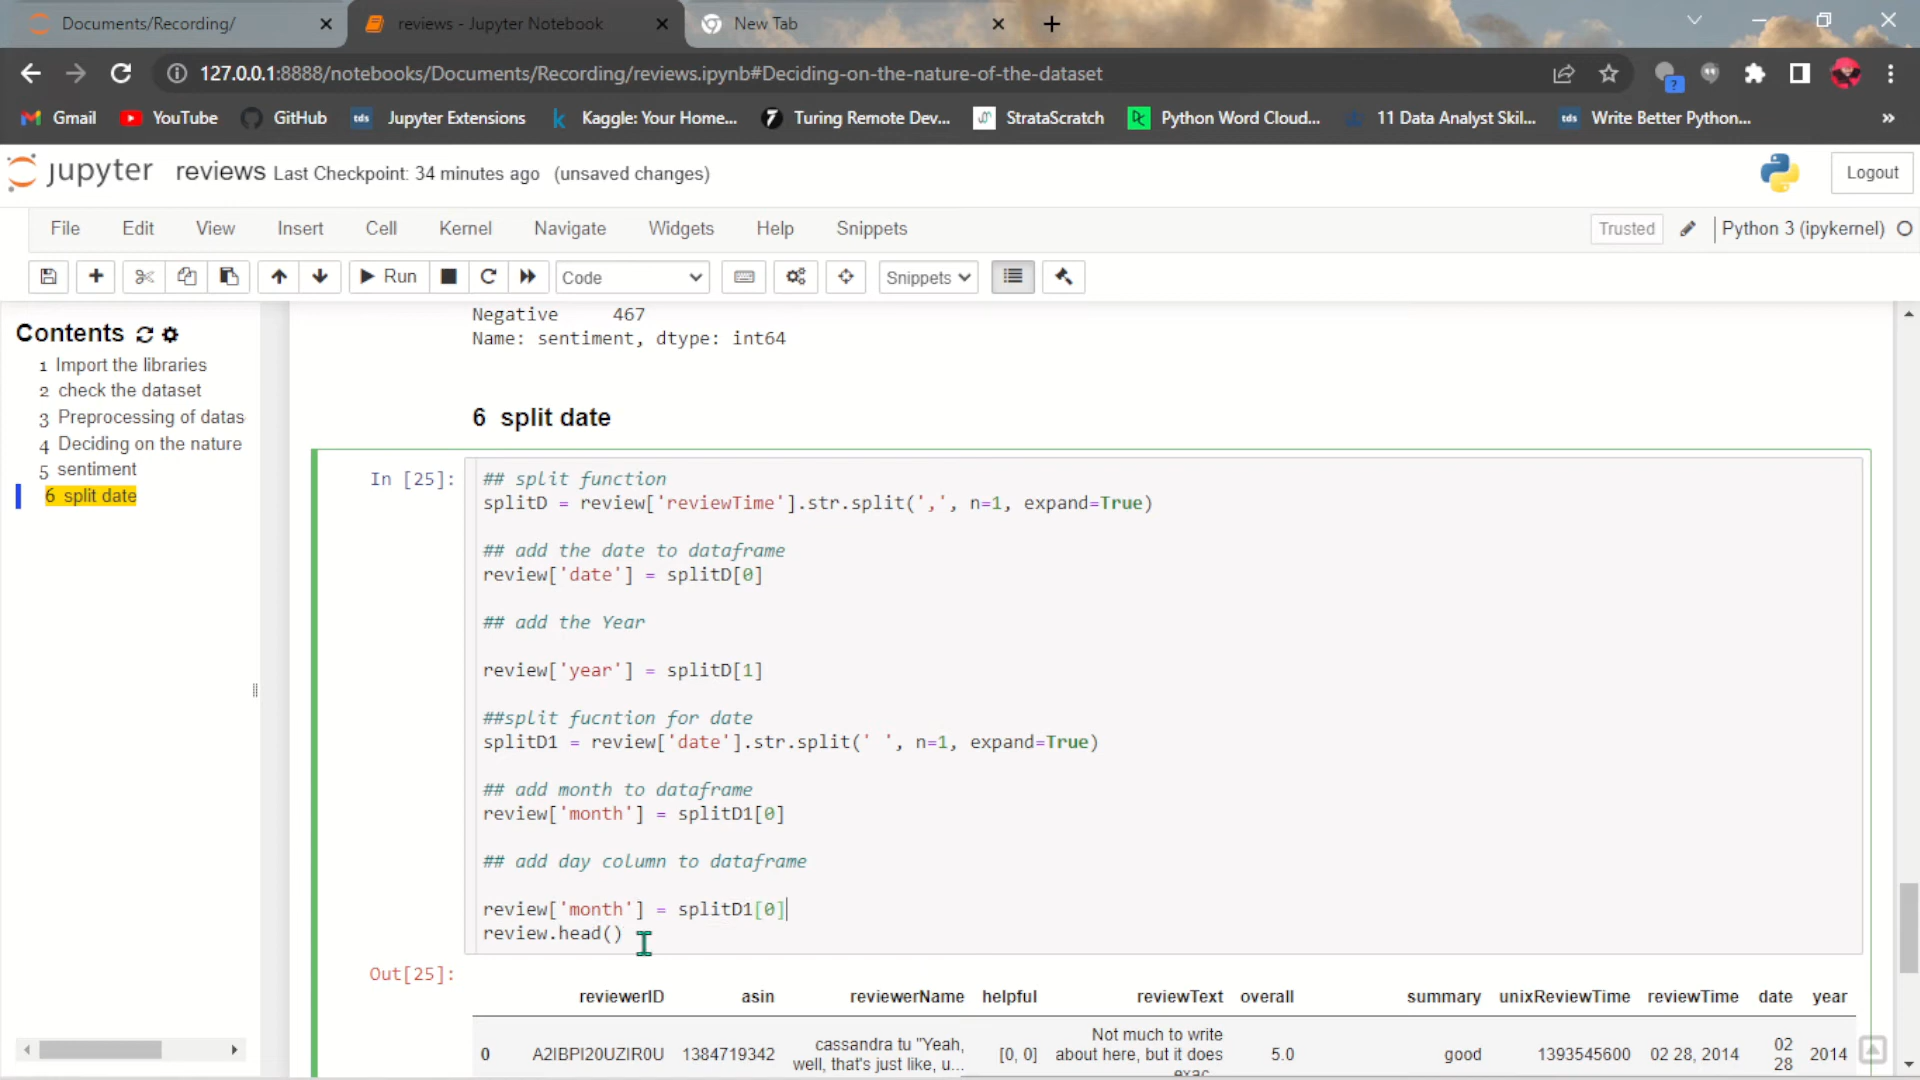 Documents/Recording/
reviews - Jupyter Notebook
New Tab
127.0.0.1:8888/notebooks/Documents/Recording/reviews.ipynb#Deciding-on-the-nature-of-the-dataset
?
Gmail
YouTube
GitHub
tds
Jupyter Extensions
k
Kaggle: Your Home...
Turing Remote Dev...
StrataScratch
Python Word Cloud...
11 Data Analyst Skil...
tds
Write Better Python...
»
jupyter
reviews Last Checkpoint: 34 minutes ago (unsaved changes)
Logout
File
Edit
View
Insert
Cell
Kernel
Navigate
Widgets
Help
Snippets
Trusted
Python 3 (ipykernel)
Run
Code
Snippets
Contents
1 Import the libraries
2 check the dataset
3 Preprocessing of datas
4 Deciding on the nature
5 sentiment
6 split date
Negative 467
Name: sentiment, dtype: int64
6 split date
In [25]:
## split function
splitD = review['reviewTime'].str.split(',', n=1, expand=True)
## add the date to dataframe
review['date'] = splitD[0]
## add the Year
review['year'] = splitD[1]
##split fucntion for date
splitD1 = review['date'].str.split(' ', n=1, expand=True)
## add month to dataframe
review['month'] = splitD1[0]
## add day column to dataframe
review['month'] = splitD1[0]
review.head()
Out[25]:
reviewerID asin reviewerName helpful reviewText overall summary unixReviewTime reviewTime date year
0 A2IBPI20UZIR0U 1384719342 cassandra tu "Yeah, well, that's just like, u... [0, 0] Not much to write about here, but it does exac... 5.0 good 1393545600 02 28, 2014 02 28 2014